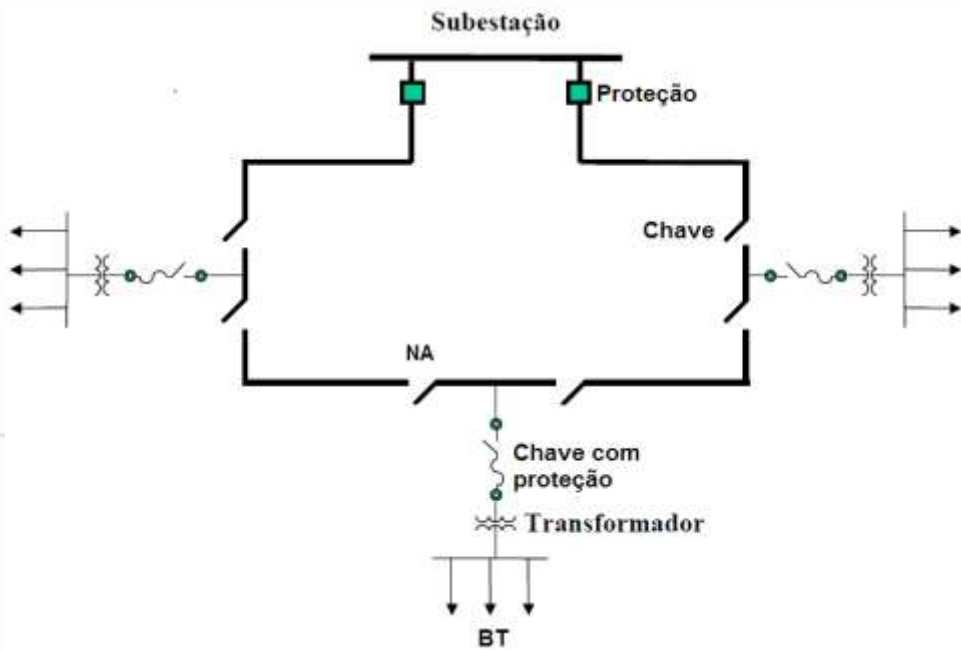 Subestação
Proteção
Chave
NA
Chave com
proteção
Transformador
BT